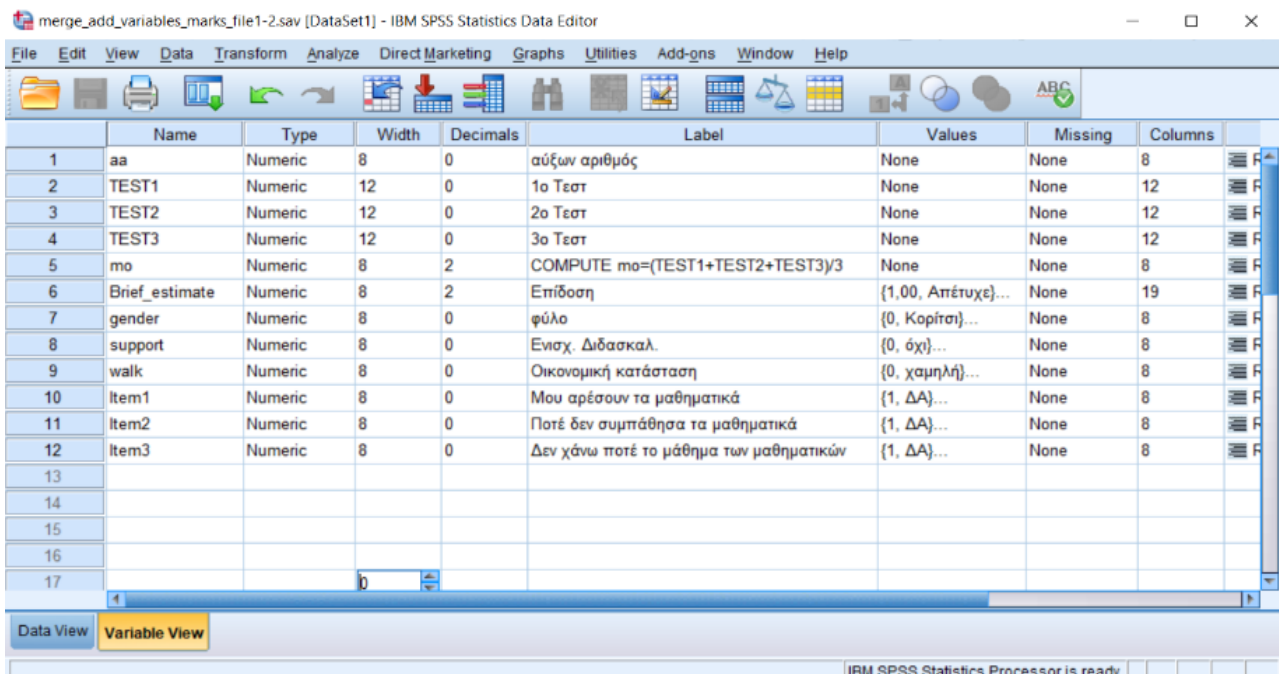 merge_add_variables_marks_file1-2.sav [DataSet1] - IBM SPSS Statistics Data Editor
File Edit View Data Transform Analyze Direct Marketing Graphs Utilities Add-ons Window Help
Name Type Width Decimals Label Values Missing Columns
1 aa Numeric 8 0 αύξων αριθμός None None 8
2 TEST1 Numeric 12 0 1ο Τεστ None None 12
3 TEST2 Numeric 12 0 2ο Τεστ None None 12
4 TEST3 Numeric 12 0 3ο Τεστ None None 12
5 mo Numeric 8 2 COMPUTE mo=(TEST1+TEST2+TEST3)/3 None None 8
6 Brief_estimate Numeric 8 2 Επίδοση {1,00, Απέτυχε}... None 19
7 gender Numeric 8 0 φύλο {0, Κορίτσι}... None 8
8 support Numeric 8 0 Ενισχ. Διδασκαλ. {0, όχι}... None 8
9 walk Numeric 8 0 Οικονομική κατάσταση {0, χαμηλή}... None 8
10 Item1 Numeric 8 0 Μου αρέσουν τα μαθηματικά {1, ΔΑ}... None 8
11 Item2 Numeric 8 0 Ποτέ δεν συμπάθησα τα μαθηματικά {1, ΔΑ}... None 8
12 Item3 Numeric 8 0 Δεν χάνω ποτέ το μάθημα των μαθηματικών {1, ΔΑ}... None 8
13
14
15
16
17 0
Data View Variable View
IBM SPSS Statistics Processor is ready